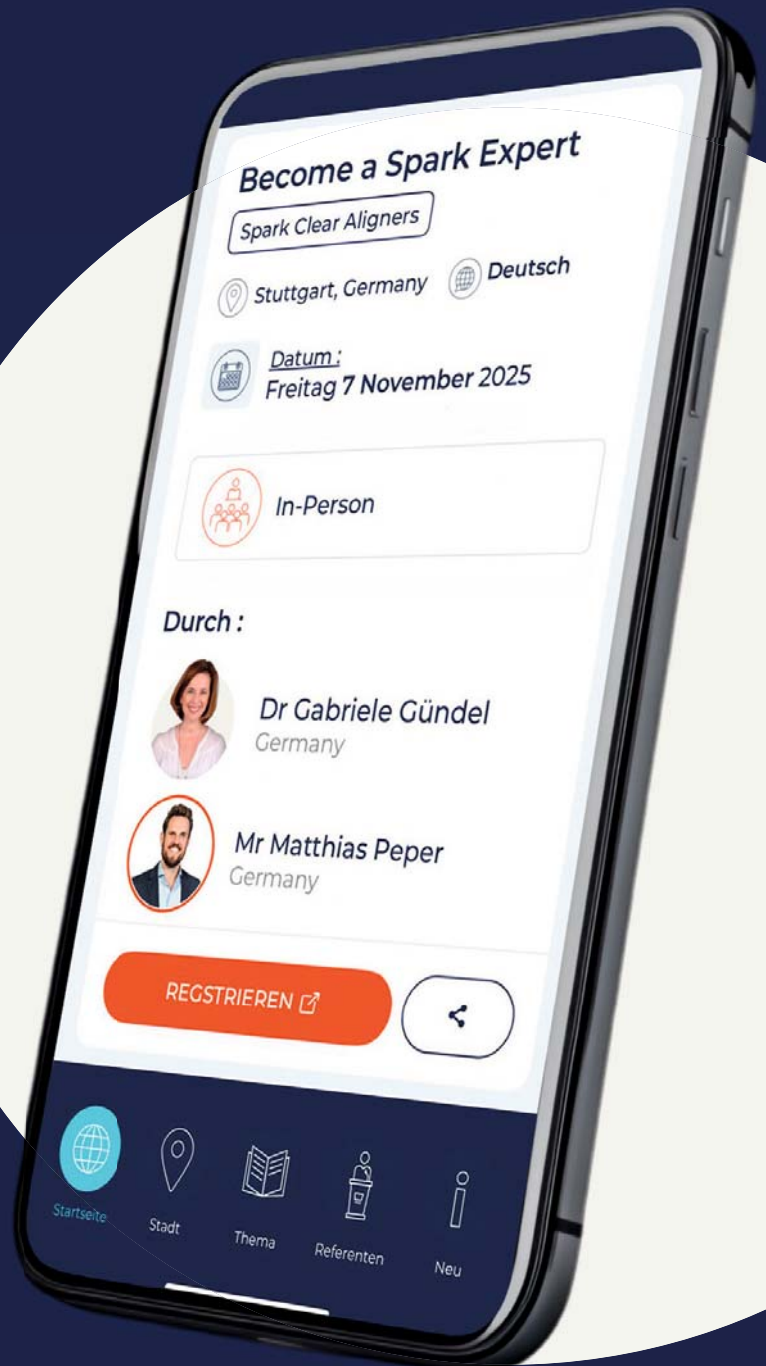 Become a Spark Expert
Spark Clear Aligners
Stuttgart, Germany Deutsch
Datum :
Freitag 7 November 2025
In-Person
Durch :
Dr Gabriele Gündel
Germany
Mr Matthias Peper
Germany
REGSTRIEREN
Startseite Stadt Thema Referenten Neu